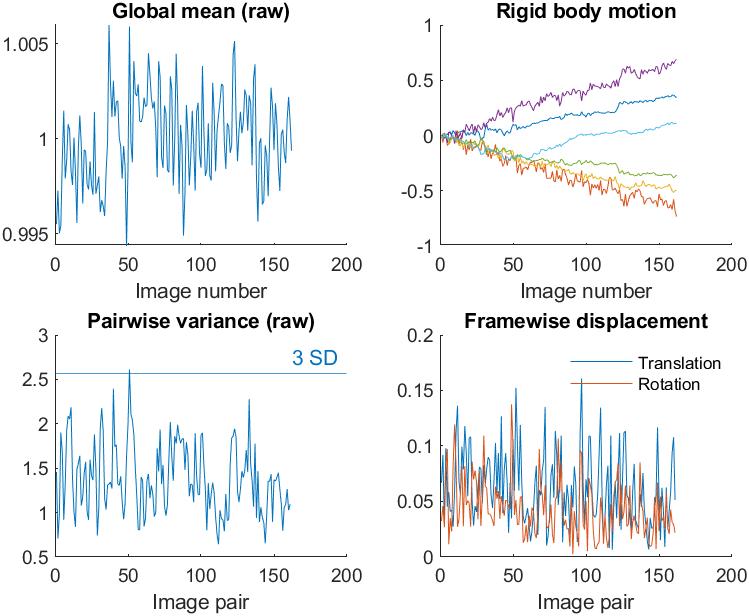 Global mean (raw)
1.005
1
0.995
0 50 100 150 200
Image number
Rigid body motion
1
0.5
0
-0.5
-1
0 50 100 150 200
Image number
Pairwise variance (raw)
3
2.5
2
1.5
1
0.5
3 SD
0 50 100 150 200
Image pair
Framewise displacement
0.2
0.15
0.1
0.05
0
Translation
Rotation
0 50 100 150 200
Image pair